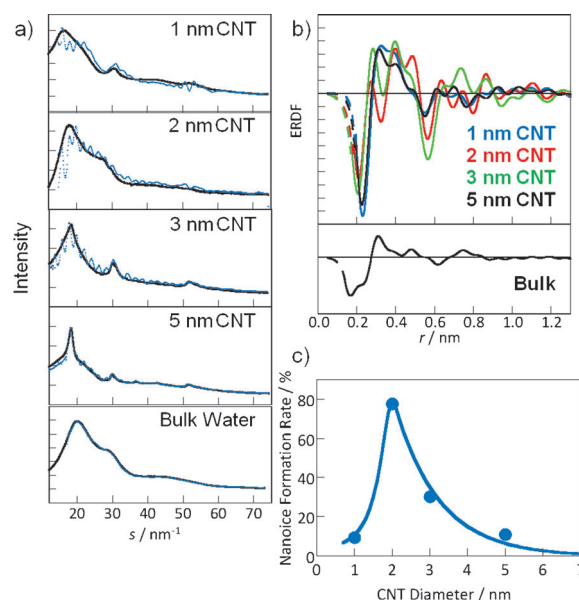 a)
1 nm CNT
2 nm CNT
3 nm CNT
5 nm CNT
Bulk Water
Intensity
20 30 40 50 60 70
s / nm⁻¹
b)
ERDF
1 nm CNT
2 nm CNT
3 nm CNT
5 nm CNT
Bulk
0.0 0.2 0.4 0.6 0.8 1.0 1.2
r / nm
c)
Nanoice Formation Rate / %
80
60
40
20
0
0 1 2 3 4 5 6 7
CNT Diameter / nm